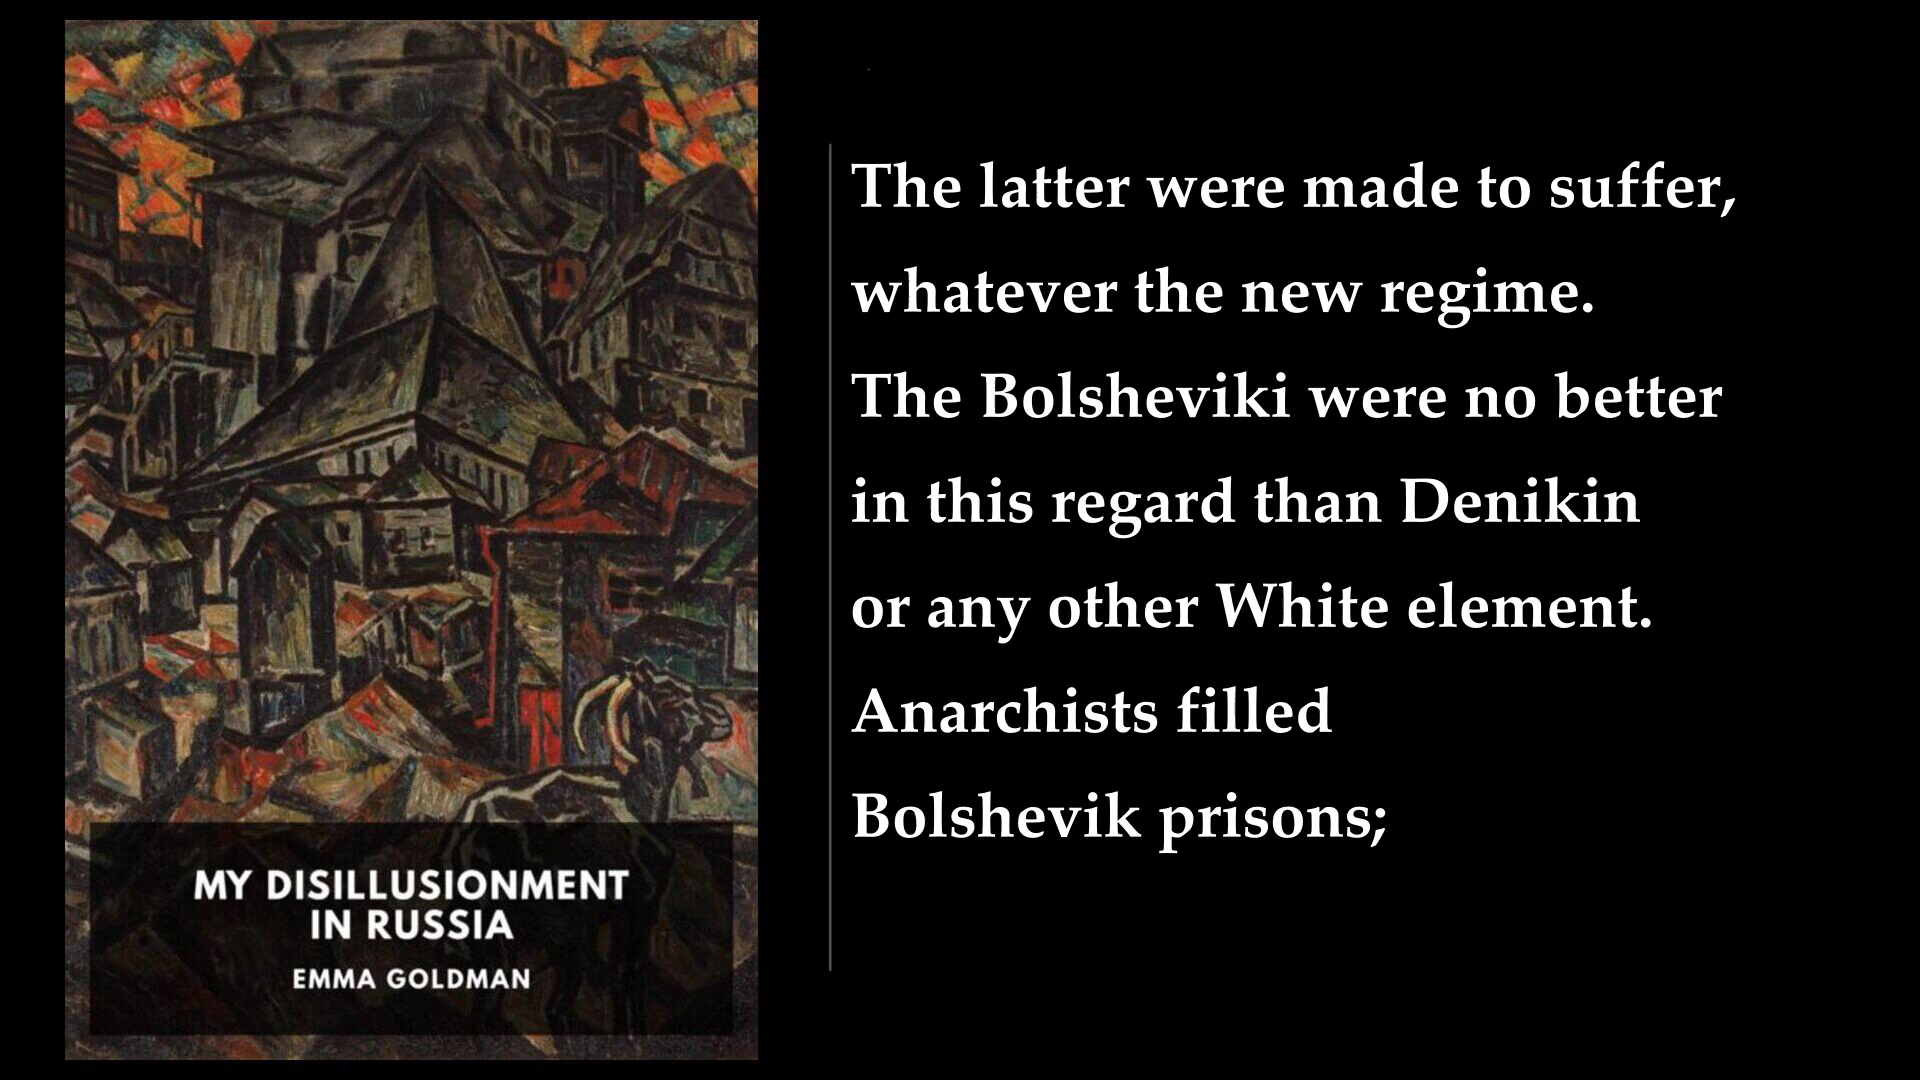 MY DISILLUSIONMENT
IN RUSSIA
EMMA GOLDMAN
The latter were made to suffer,
whatever the new regime.
The Bolsheviki were no better
in this regard than Denikin
or any other White element.
Anarchists filled
Bolshevik prisons;